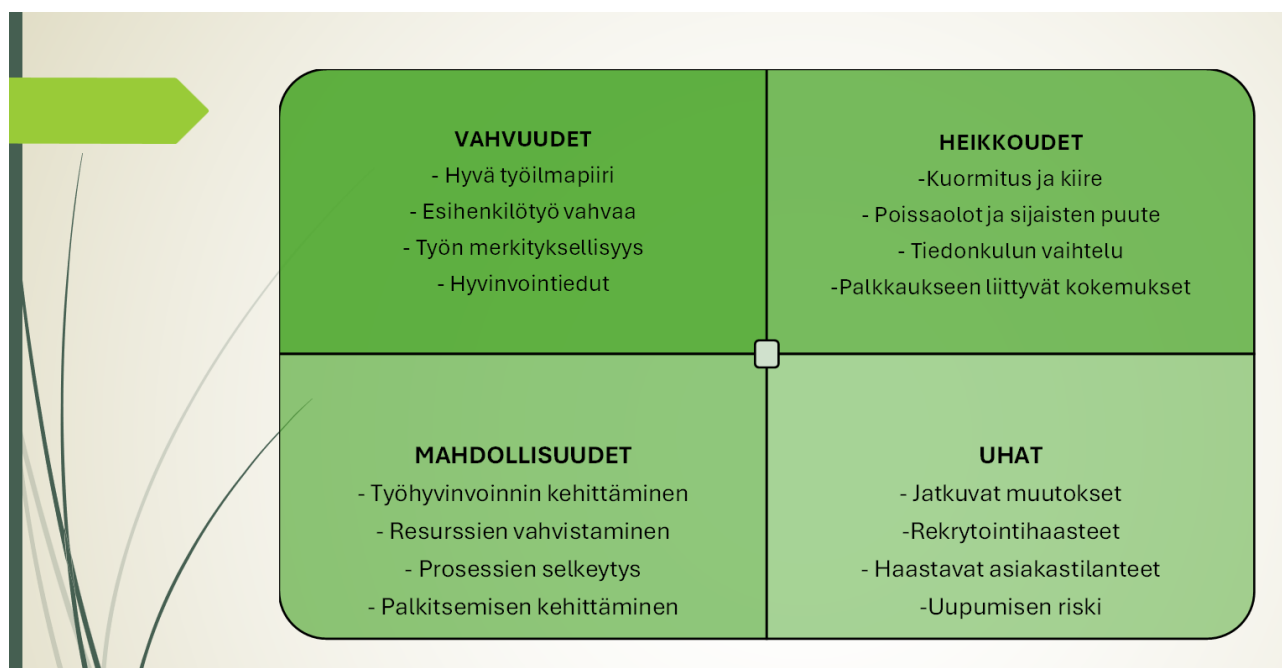 VAHVUUDET
- Hyvä työilmapiiri
- Esihenkilötyö vahvaa
- Työn merkityksellisyys
- Hyvinvointiedut
HEIKKOUDET
-Kuormitus ja kiire
- Poissaolot ja sijaisten puute
- Tiedonkulun vaihtelu
-Palkkaukseen liittyvät kokemukset
MAHDOLLISUUDET
- Työhyvinvoinnin kehittäminen
- Resurssien vahvistaminen
- Prosessien selkeytys
- Palkitsemisen kehittäminen
UHAT
- Jatkuvat muutokset
-Rekrytointihaasteet
- Haastavat asiakastilanteet
-Uupumisen riski